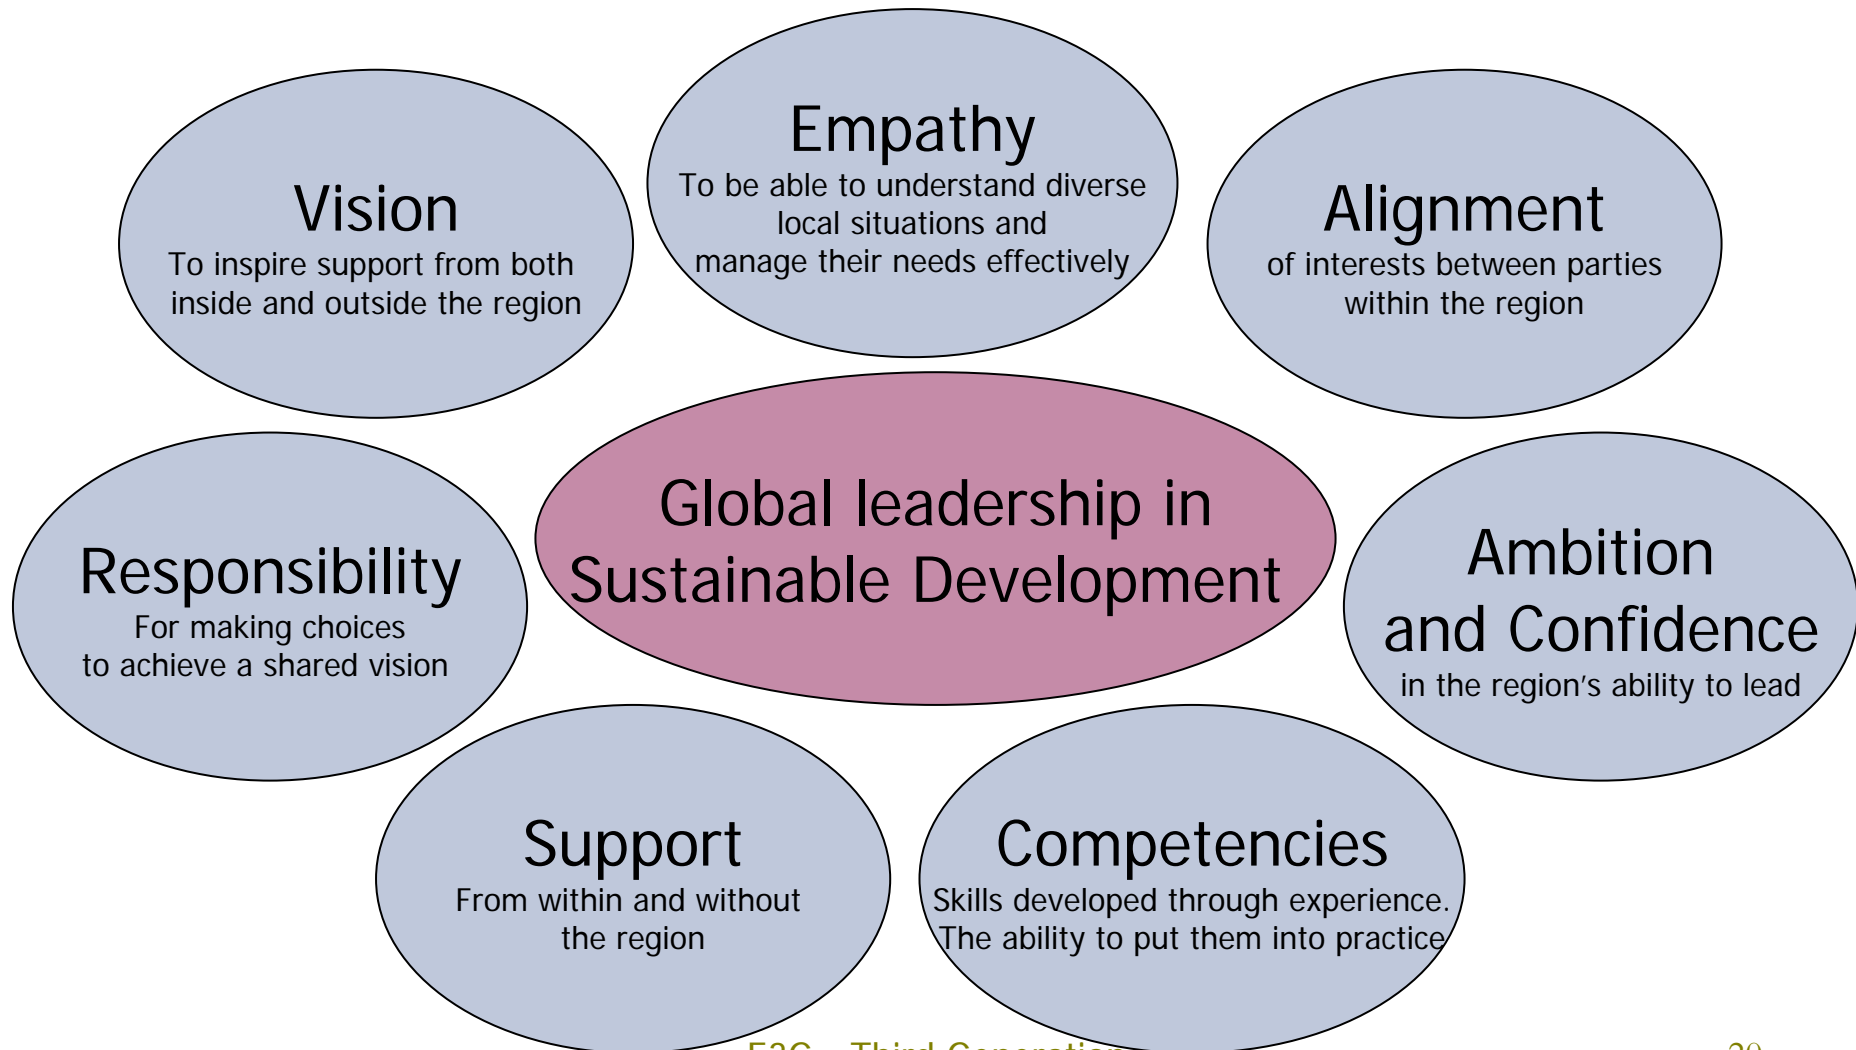 Empathy
To be able to understand diverse
local situations and
manage their needs effectively
Vision
To inspire support from both
inside and outside the region
Alignment
of interests between parties
within the region
Global leadership in
Sustainable Development
Responsibility
For making choices
to achieve a shared vision
Ambition
and Confidence
in the region's ability to lead
Support
From within and without
the region
Competencies
Skills developed through experience.
The ability to put them into practice
Third Generation
20